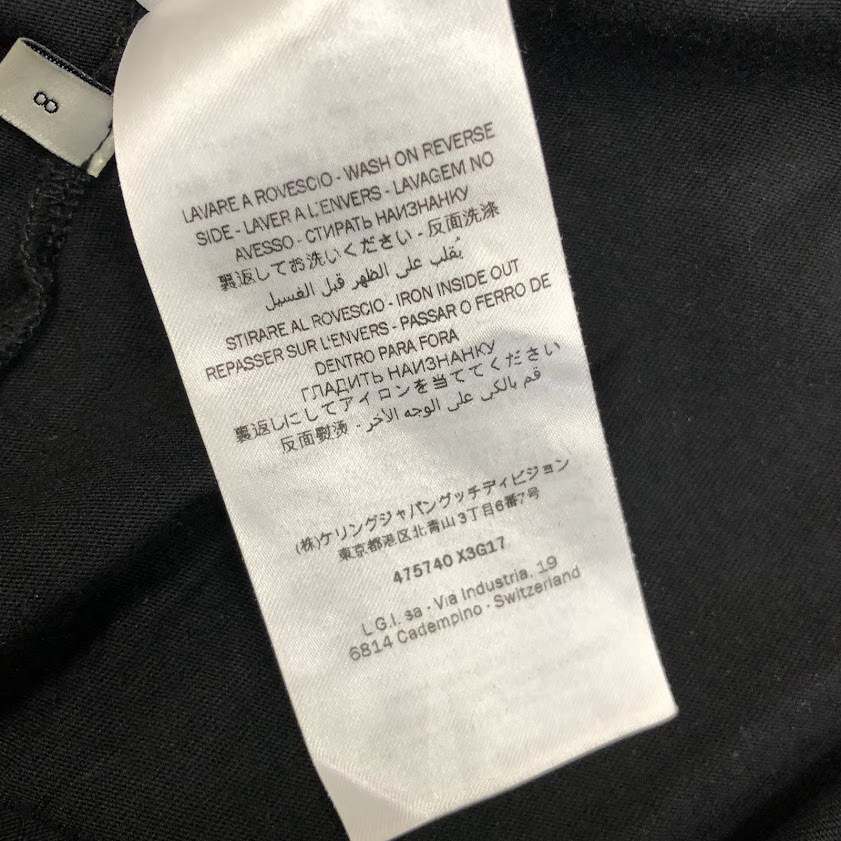 8
LAVARE A ROVESCIO - WASH ON REVERSE
SIDE - LAVER A L'ENVERS - LAVAGEM NO
AVESSO - СТИРАТЬ НАИЗНАНКУ
裏返してお洗いください - 反面洗涤
يُقلب على الظهر قبل الغسيل
STIRARE AL ROVESCIO - IRON INSIDE OUT
REPASSER SUR L'ENVERS - PASSAR O FERRO DE
DENTRO PARA FORA
ГЛАДИТЬ НАИЗНАНКУ
裏返しにしてアイロンを当ててください
反面熨烫 - قم بالكى على الوجه الآخر
(株)ケリングジャパングッチディビジョン
東京都港区北青山3丁目6番7号
475740 X3G17
L.G.I. sa - Via Industria, 19
6814 Cadempino - Switzerland